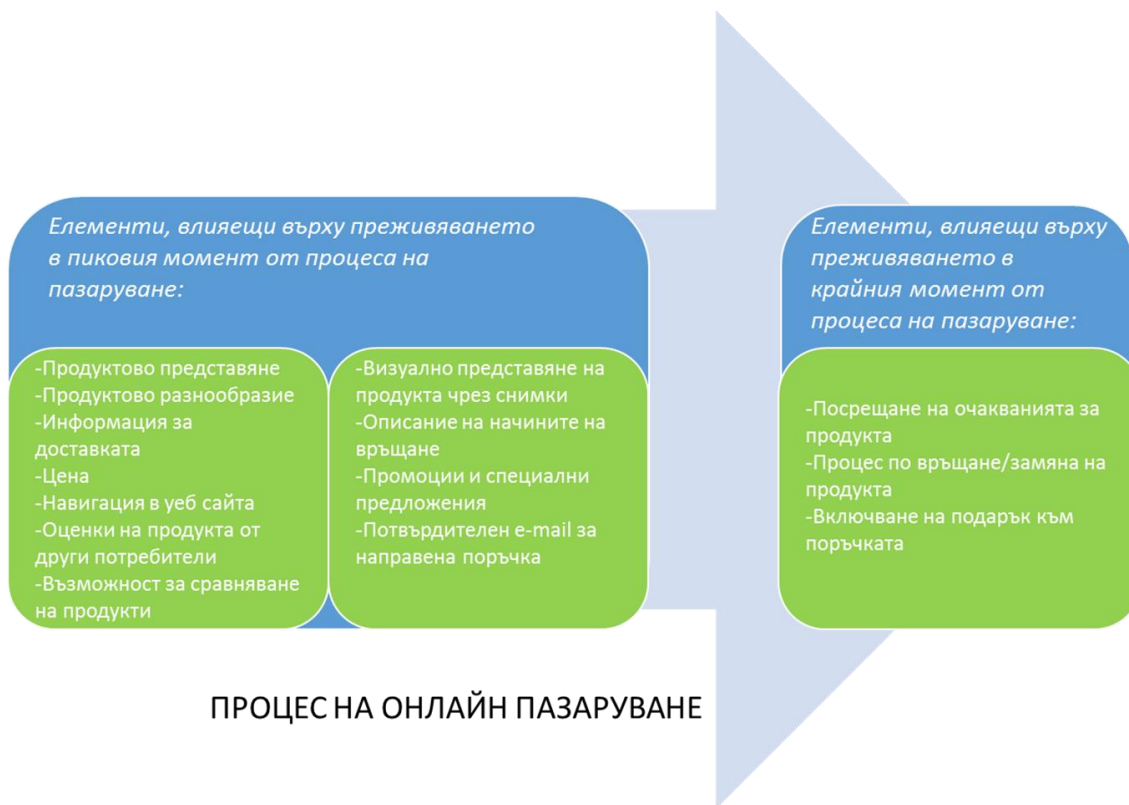 Елементи, влияещи върху преживяването
в пиковия момент от процеса на
пазаруване:
-Продуктово представяне
-Продуктово разнообразие
-Информация за
доставката
-Цена
-Навигация в уеб сайта
-Оценки на продукта от
други потребители
-Възможност за сравняване
на продукти
-Визуално представяне на
продукта чрез снимки
-Описание на начините на
връщане
-Промоции и специални
предложения
-Потвърдителен e-mail за
направена поръчка
Елементи, влияещи върху
преживяването в
крайния момент от
процеса на пазаруване:
-Посрещане на очакванията за
продукта
-Процес по връщане/замяна на
продукта
-Включване на подарък към
поръчката
ПРОЦЕС НА ОНЛАЙН ПАЗАРУВАНЕ